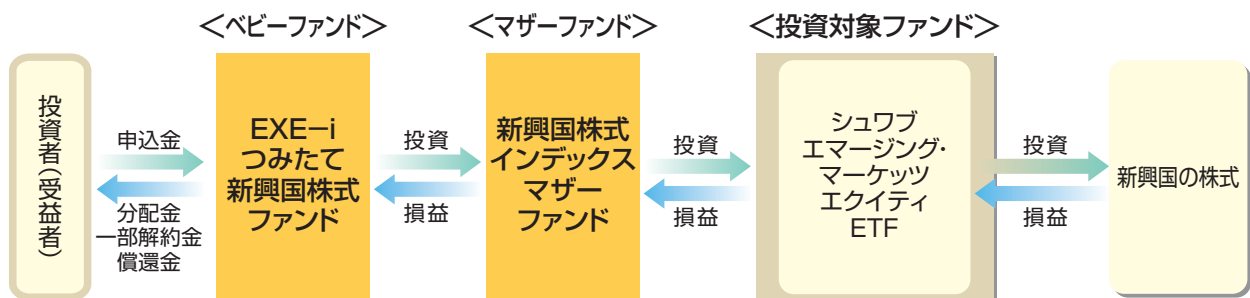 <ベビーファンド>
<マザーファンド>
<投資対象ファンド>
投資者(受益者)
申込金
分配金
一部解約金
償還金
EXE-i
つみたて
新興国株式
ファンド
投資
損益
新興国株式
インデックス
マザー
ファンド
投資
損益
シュワブ
エマージング・
マーケッツ
エクイティ
ETF
投資
損益
新興国の株式